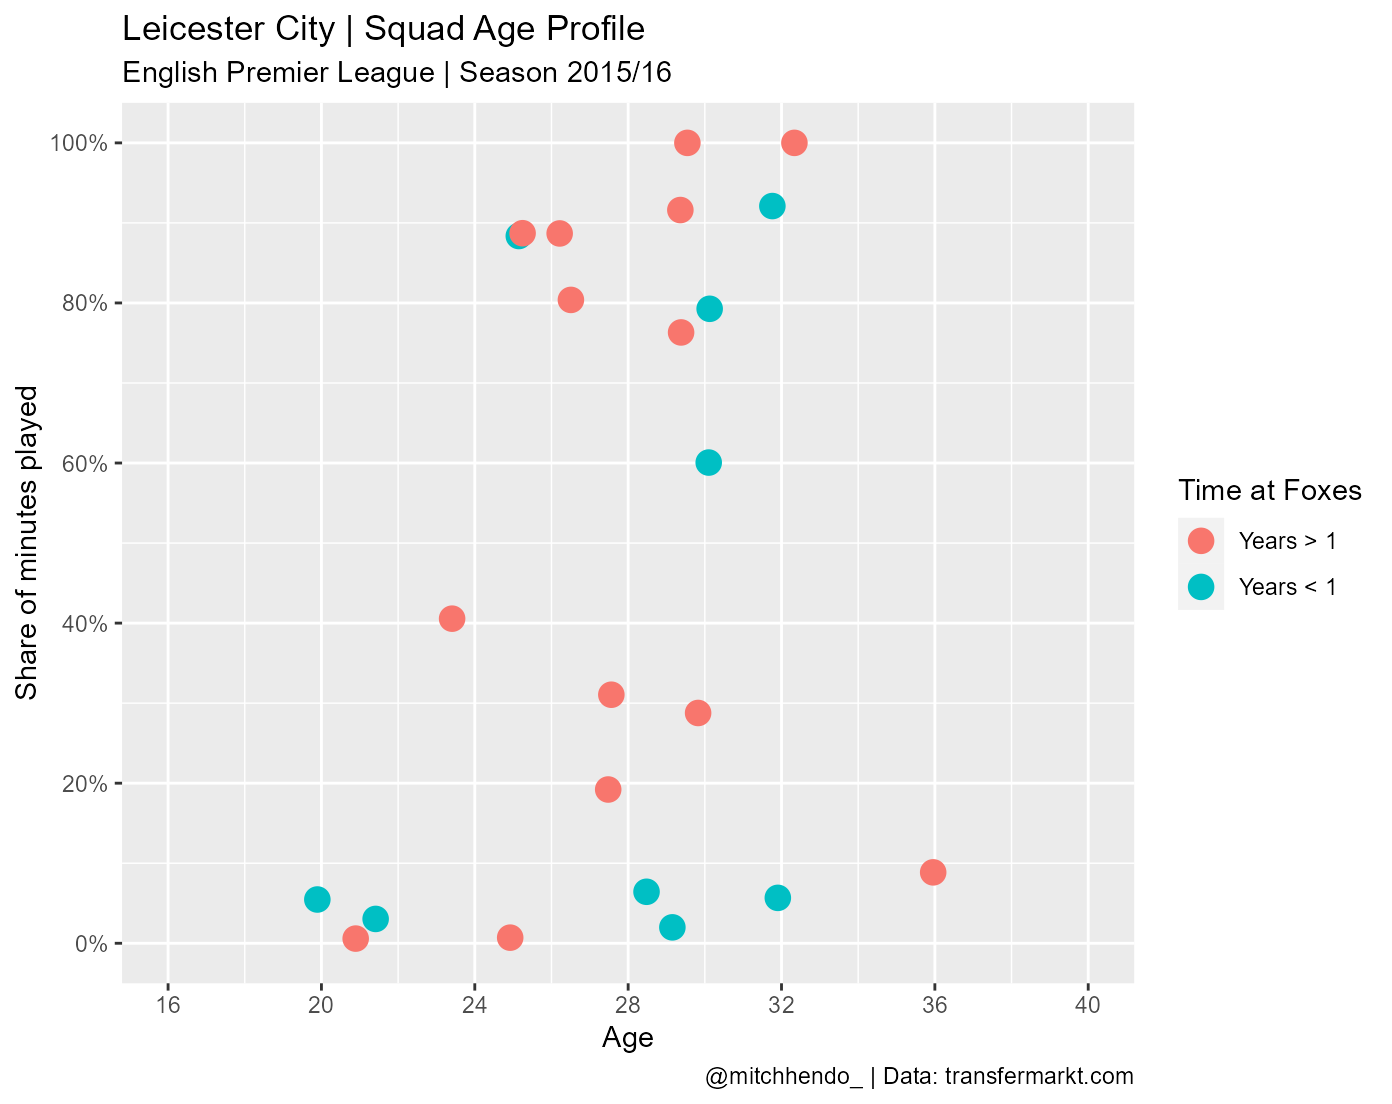 Leicester City | Squad Age Profile
English Premier League | Season 2015/16
100%
80%
60%
40%
20%
0%
Share of minutes played
16 20 24 28 32 36 40
Age
Time at Foxes
Years > 1
Years < 1
@mitchhendo_ | Data: transfermarkt.com